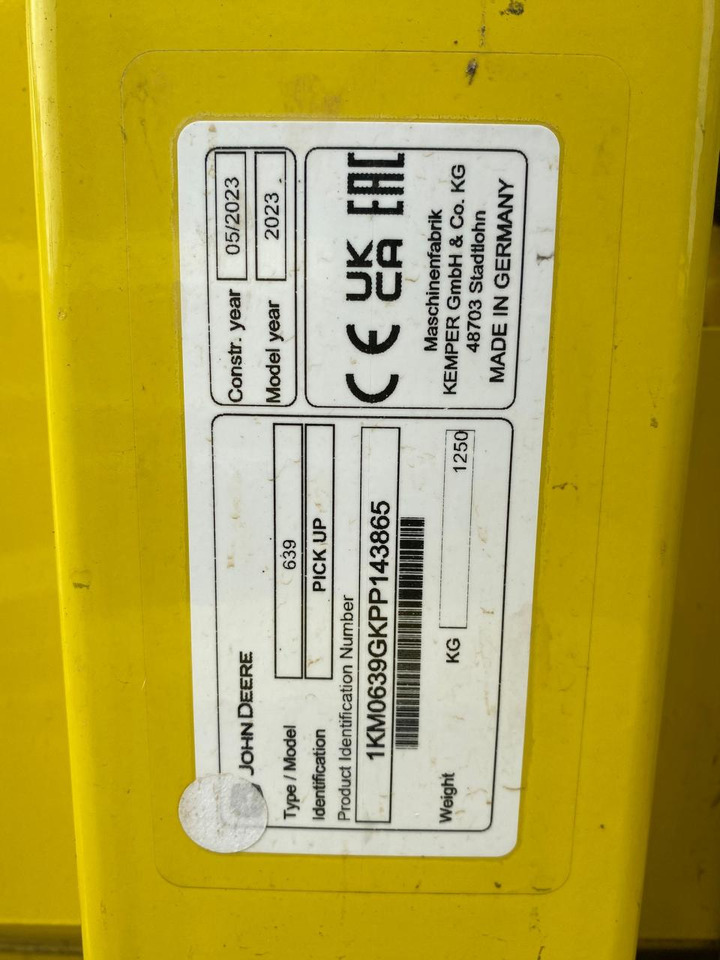 JOHN DEERE
Type / Model 639
Identification PICK UP
Product Identification Number
1KM0639GKPP143865
Weight KG 1250
Constr. year 05/2023
Model year 2023
CE UK CA EAC
Maschinenfabrik
KEMPER GmbH & Co. KG
48703 Stadtlohn
MADE IN GERMANY